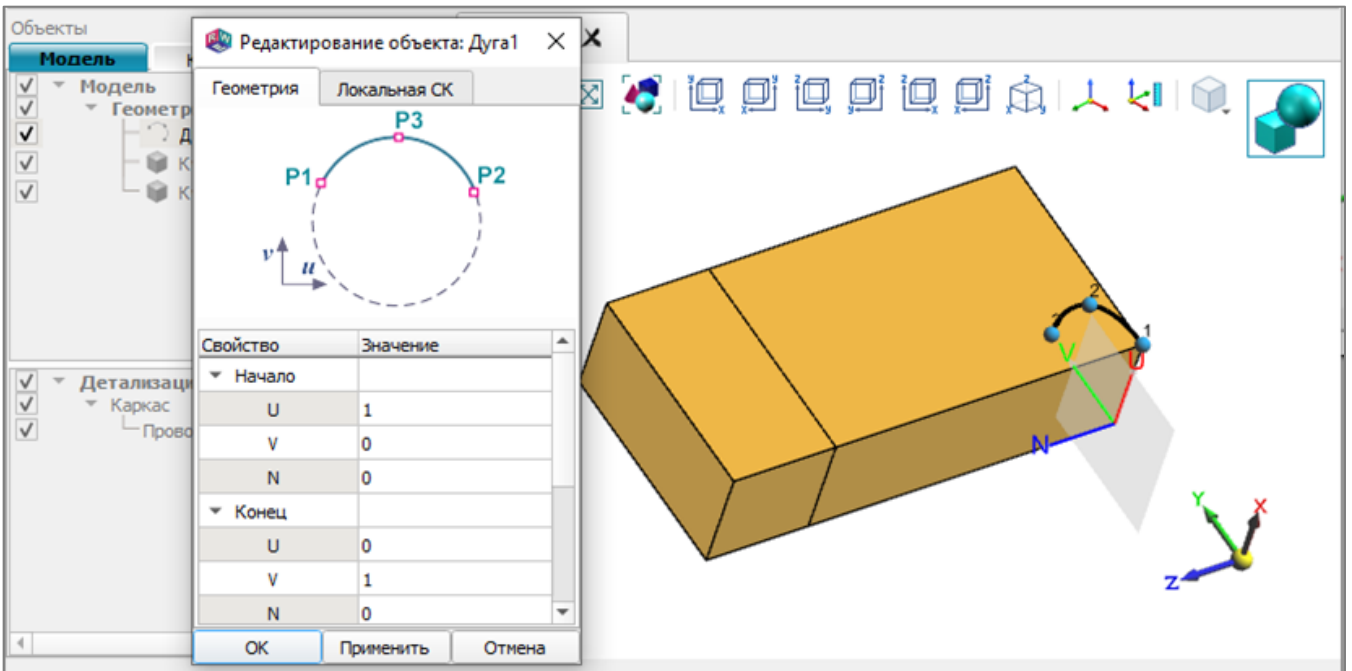 Объекты
Модель
Модель
Геометр
Д
К
К
Детализаци
Каркас
Прово
Редактирование объекта: Дуга1
Геометрия
Локальная СК
P3
P1
P2
v
u
Свойство Значение
Начало
U 1
V 0
N 0
Конец
U 0
V 1
N 0
ОК
Применить
Отмена
2
1
V
U
N
Y
X
Z